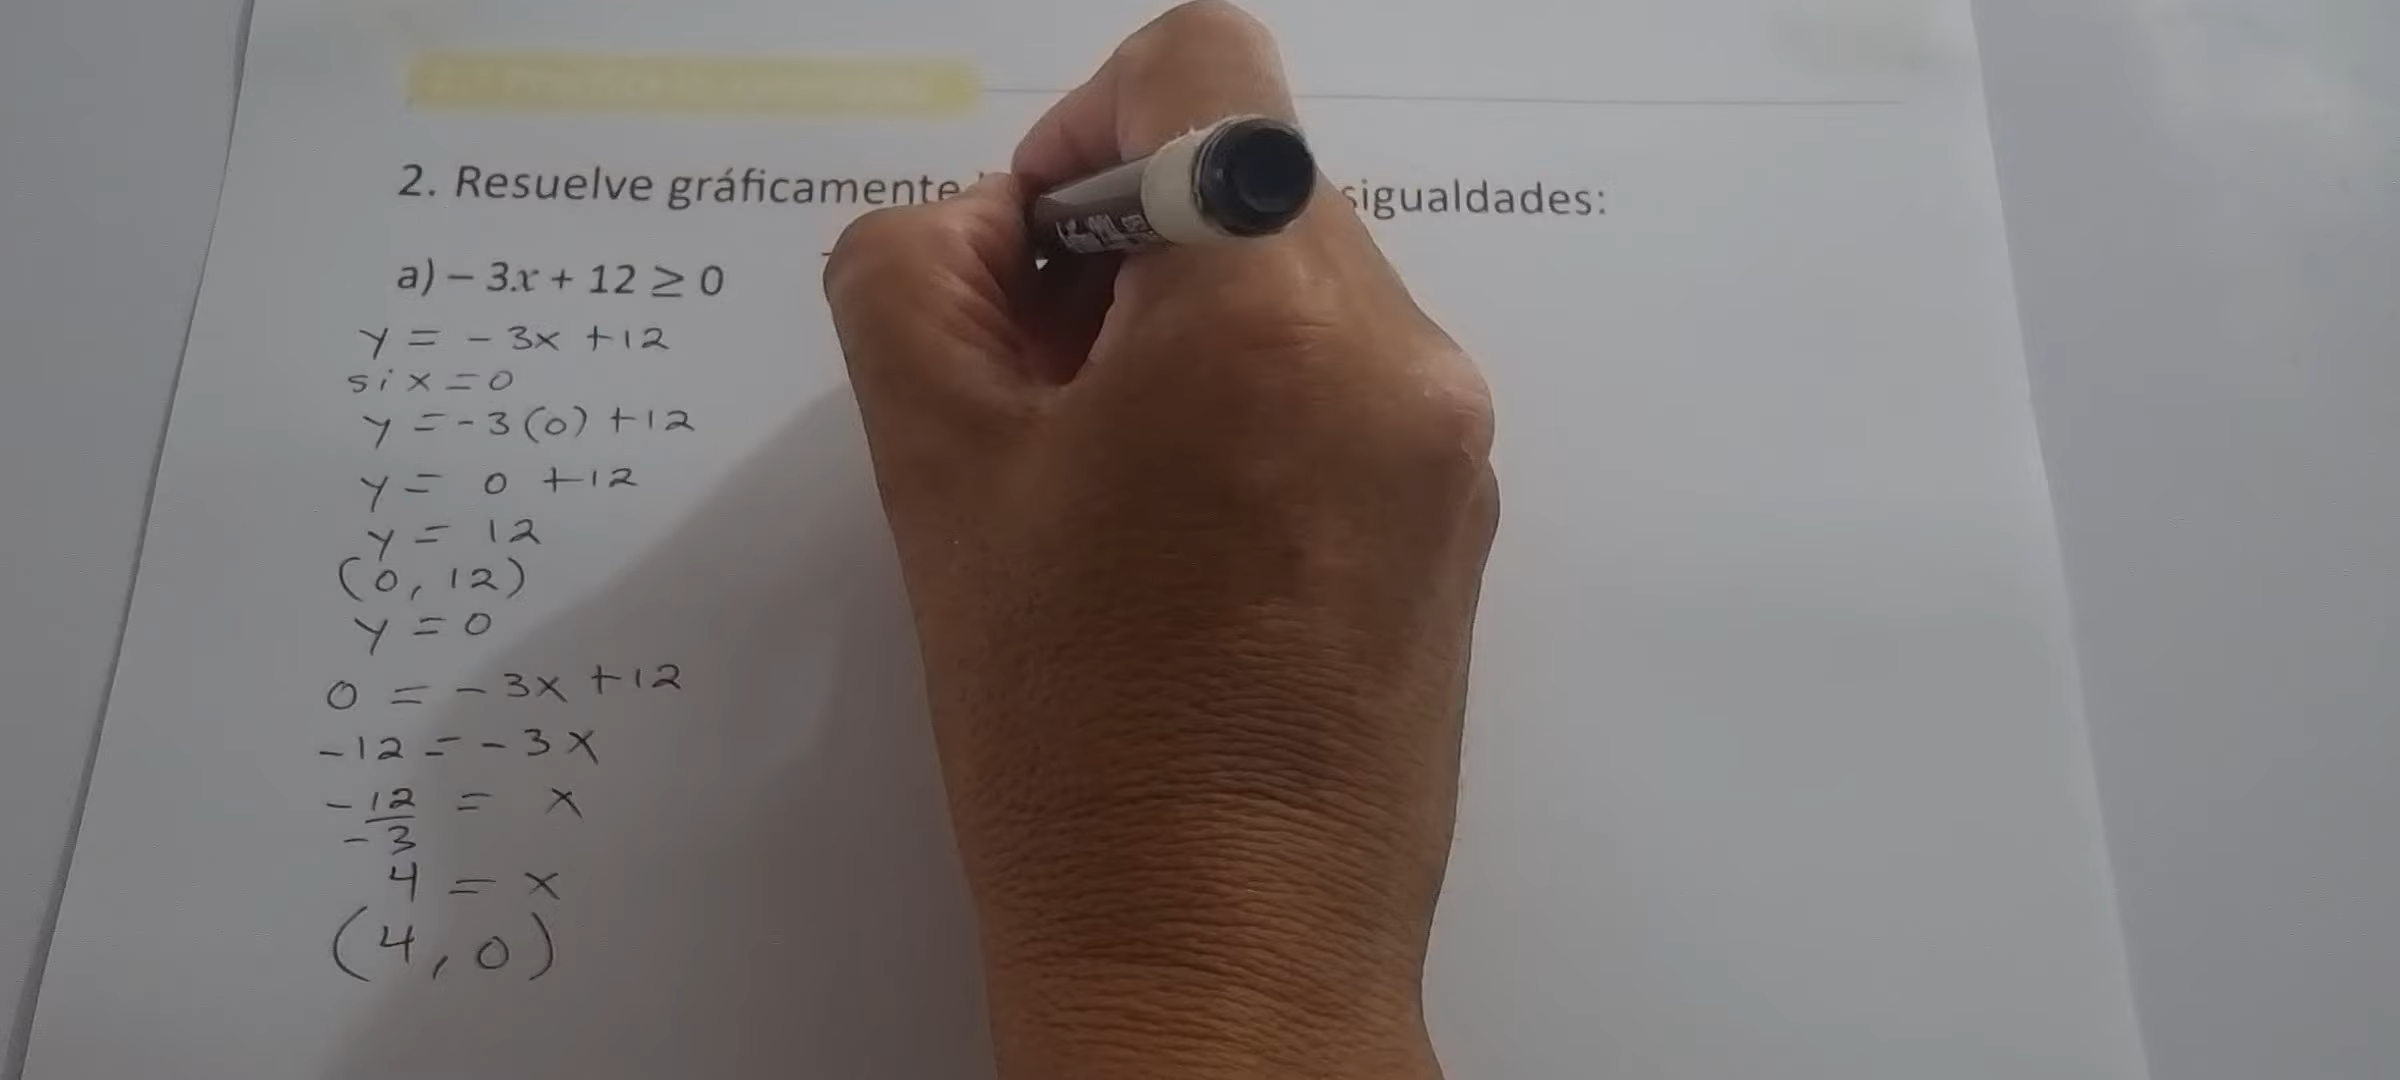 2. Resuelve gráficamente sigualdades:
a) – 3x + 12 ≥ 0
y = - 3x +12
si x = 0
y = -3(0) +12
y = 0 +12
y = 12
(0, 12)
y = 0
0 = - 3x +12
-12 = - 3x
-12/-3 = x
4 = x
(4, 0)